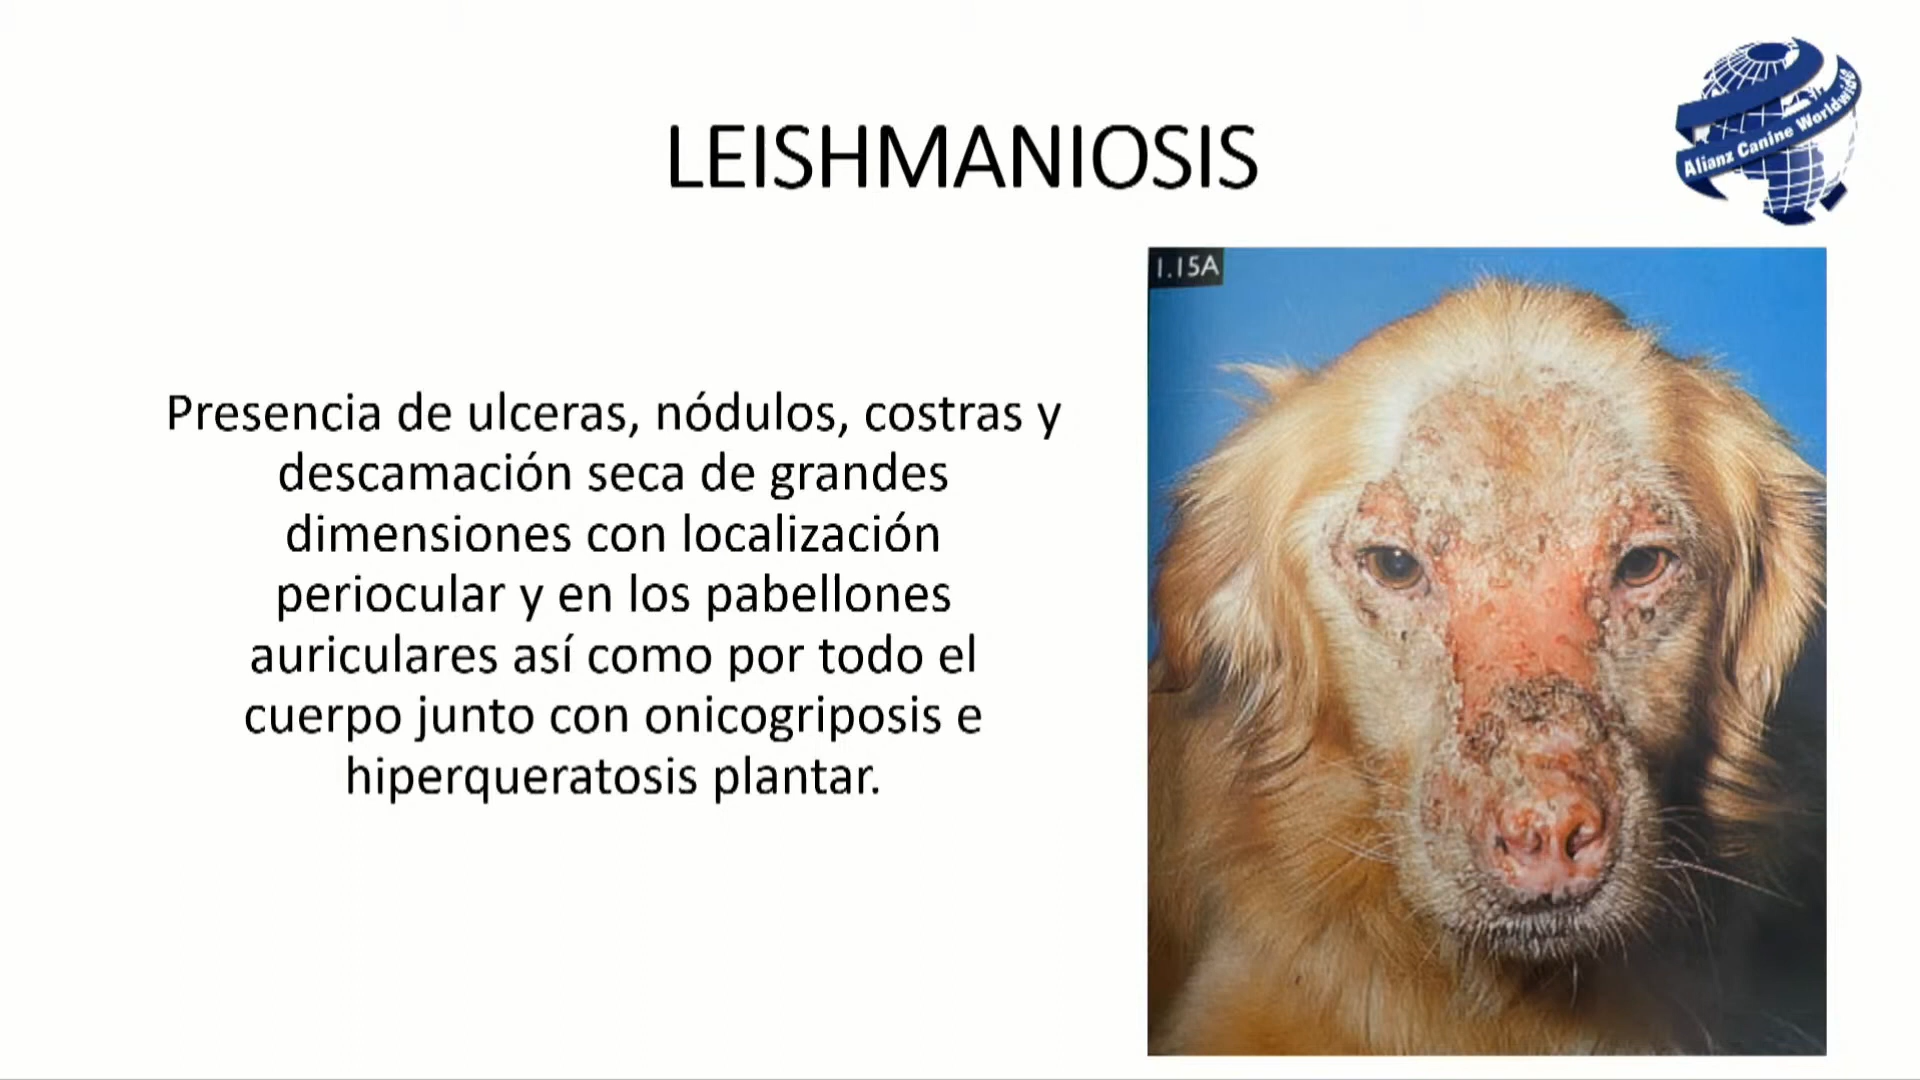 LEISHMANIOSIS
Alianz Canine Worldwide
1.15A
Presencia de ulceras, nódulos, costras y
descamación seca de grandes
dimensiones con localización
periocular y en los pabellones
auriculares así como por todo el
cuerpo junto con onicogriposis e
hiperqueratosis plantar.